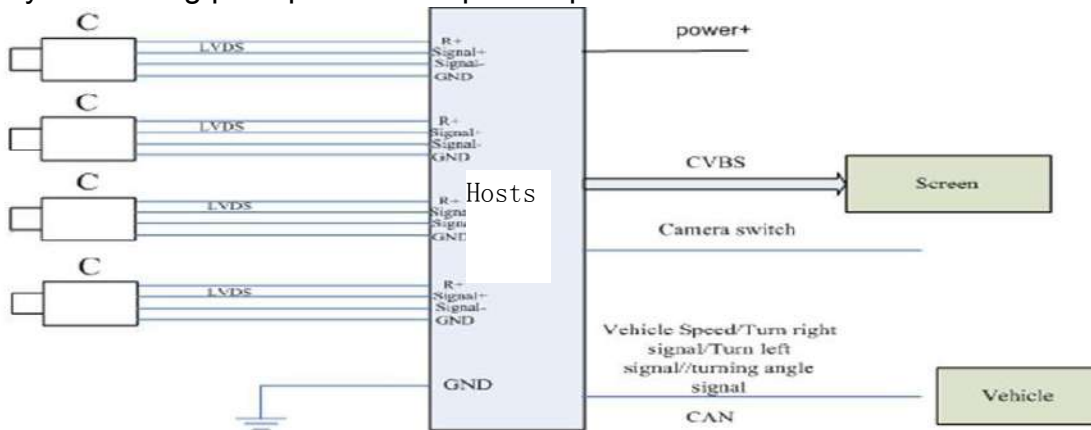 C
LVDS
R+
Signal+
Signal-
GND
C
LVDS
R+
Signal+
Signal-
GND
C
LVDS
R+
GND
C
LVDS
R+
Signal+
Signal-
GND
GND
Hosts
power+
CVBS
Screen
Camera switch
Vehicle Speed/Turn right
signal/Turn left
signal//turning angle
signal
CAN
Vehicle